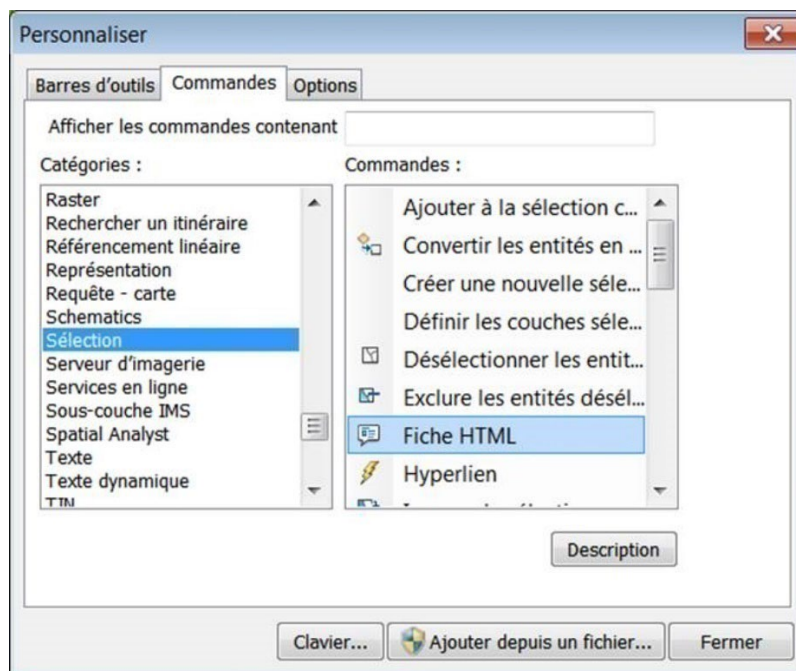 Personnaliser
Barres d'outils Commandes Options
Afficher les commandes contenant
Catégories :
Raster
Rechercher un itinéraire
Référencement linéaire
Représentation
Requête - carte
Schematics
Sélection
Serveur d'imagerie
Services en ligne
Sous-couche IMS
Spatial Analyst
Texte
Texte dynamique
TIN
Commandes :
Ajouter à la sélection c...
Convertir les entités en ...
Créer une nouvelle séle...
Définir les couches séle...
Désélectionner les entit...
Exclure les entités désél...
Fiche HTML
Hyperlien
Description
Clavier... Ajouter depuis un fichier... Fermer